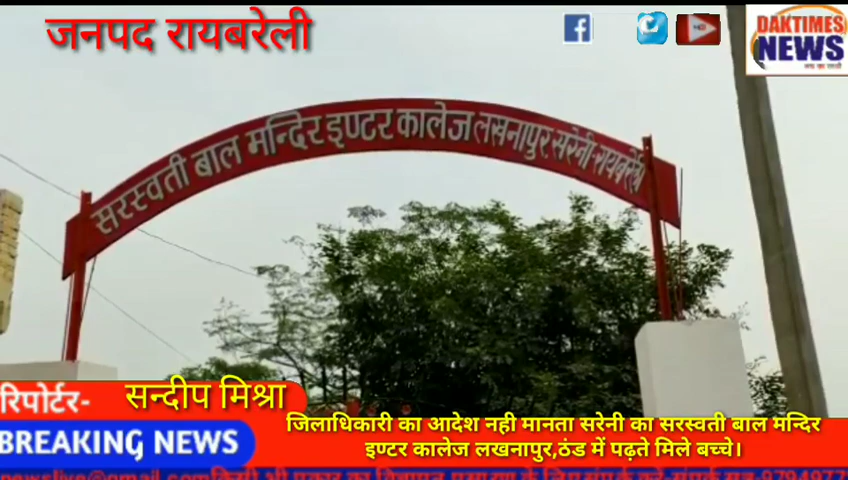 जनपद रायबरेली
DAKTIMES
NEWS
सरस्वती बाल मन्दिर इण्टर कालेज लखनापुर सरेनी-रायबरेली
रिपोर्टर- सन्दीप मिश्रा
जिलाधिकारी का आदेश नही मानता सरेनी का सरस्वती बाल मन्दिर
इण्टर कालेज लखनापुर,ठंड में पढ़ते मिले बच्चे।
BREAKING NEWS